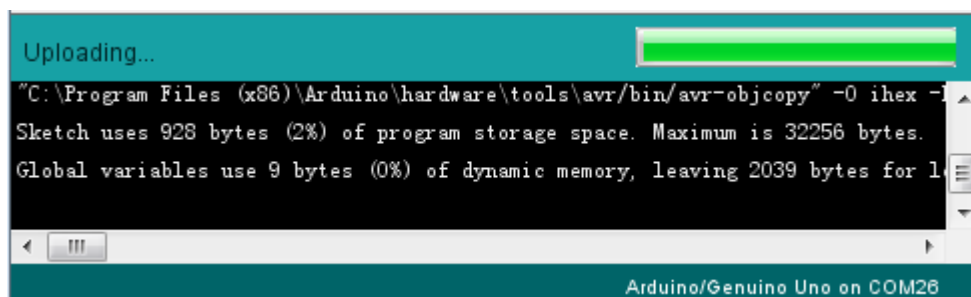 Uploading...
"C:\Program Files (x86)\Arduino\hardware\tools\avr/bin/avr-objcopy" -O ihex
Sketch uses 928 bytes (2%) of program storage space. Maximum is 32256 bytes.
Global variables use 9 bytes (0%) of dynamic memory, leaving 2039 bytes for
Arduino/Genuino Uno on COM26